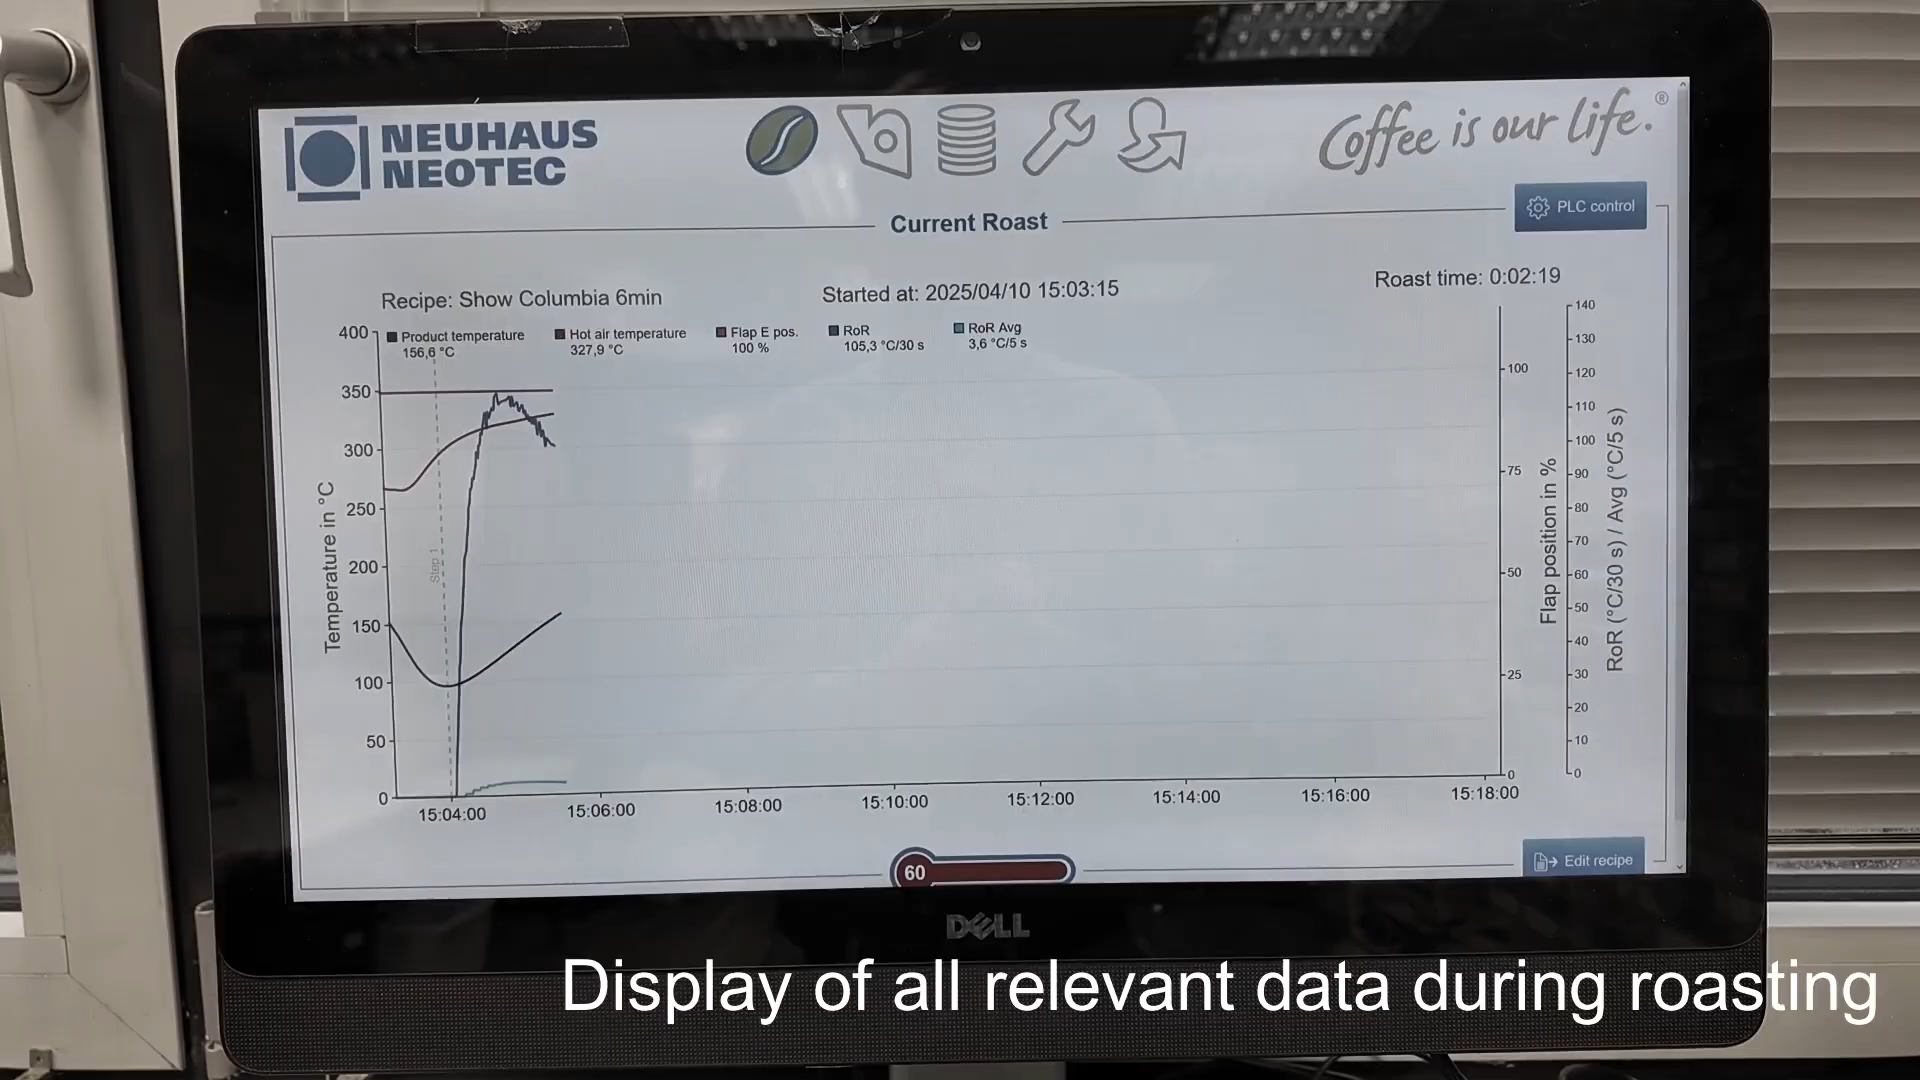 NEUHAUS
NEOTEC
Coffee is our life.®
PLC control
Current Roast
Recipe: Show Columbia 6min
Started at: 2025/04/10 15:03:15
Roast time: 0:02:19
Product temperature
156,6 °C
Hot air temperature
327,9 °C
Flap E pos.
100 %
RoR
105,3 °C/30 s
RoR Avg
3,6 °C/5 s
Temperature in °C
400
350
300
250
200
150
100
50
0
Step 1
15:04:00
15:06:00
15:08:00
15:10:00
15:12:00
15:14:00
15:16:00
15:18:00
100
75
50
25
0
Flap position in %
140
130
120
110
100
90
80
70
60
50
40
30
20
10
0
RoR (°C/30 s) / Avg (°C/5 s)
60
Edit recipe
DELL
Display of all relevant data during roasting